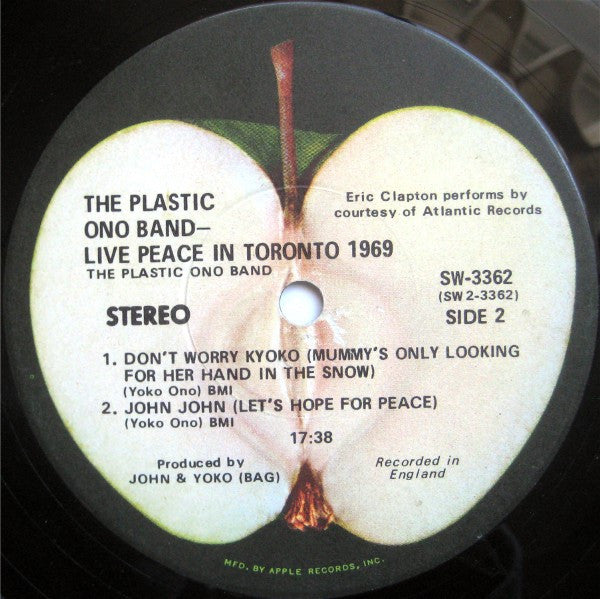 THE PLASTIC
ONO BAND—
LIVE PEACE IN TORONTO 1969
THE PLASTIC ONO BAND
Eric Clapton performs by
courtesy of Atlantic Records
STEREO
SW-3362
(SW2-3362)
SIDE 2
1. DON'T WORRY KYOKO (MUMMY'S ONLY LOOKING
FOR HER HAND IN THE SNOW)
(Yoko Ono) BMI
2. JOHN JOHN (LET'S HOPE FOR PEACE)
(Yoko Ono) BMI
17:38
Produced by
JOHN & YOKO (BAG)
Recorded in
England
MFD. BY APPLE RECORDS, INC.